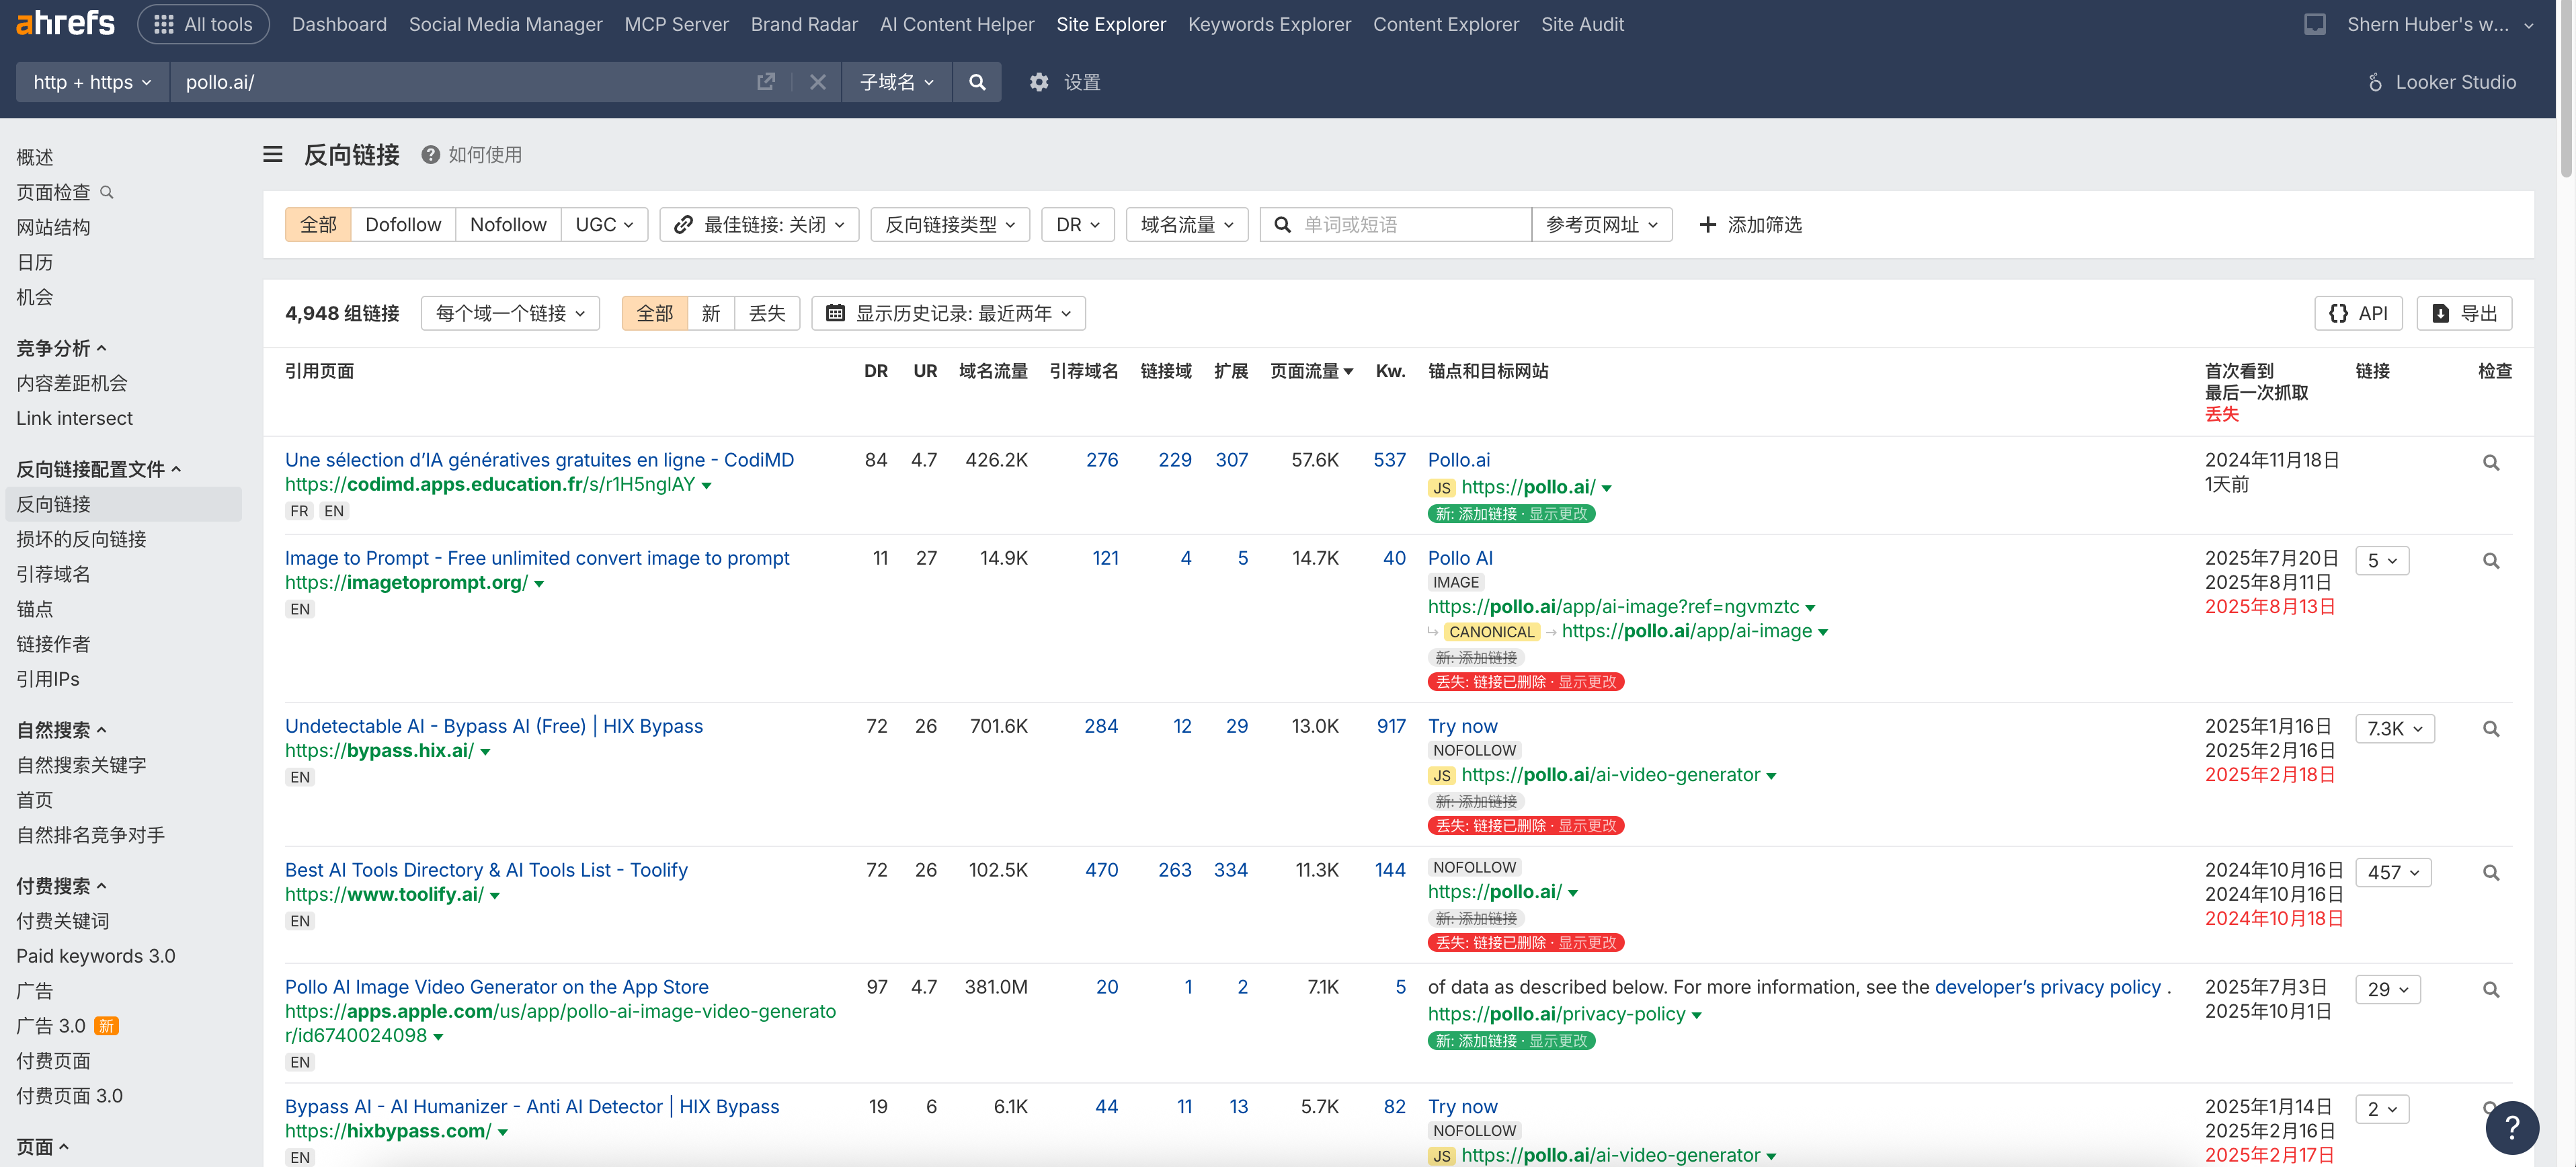 ahrefs All tools Dashboard Social Media Manager MCP Server Brand Radar AI Content Helper Site Explorer Keywords Explorer Content Explorer Site Audit Shern Huber's w...
http + https pollo.ai/ 子域名 设置 Looker Studio
概述
页面检查
网站结构
日历
机会
竞争分析
内容差距机会
Link intersect
反向链接配置文件
反向链接
损坏的反向链接
引荐域名
锚点
链接作者
引用IPs
自然搜索
自然搜索关键字
首页
自然排名竞争对手
付费搜索
付费关键词
Paid keywords 3.0
广告
广告 3.0 新
付费页面
付费页面 3.0
页面
反向链接 ? 如何使用
全部 Dofollow Nofollow UGC 最佳链接: 关闭 反向链接类型 DR 域名流量 单词或短语 参考页网址 + 添加筛选
4,948 组链接 每个域一个链接 全部 新 丢失 显示历史记录: 最近两年 {} API 导出
引用页面 DR UR 域名流量 引荐域名 链接域 扩展 页面流量 Kw. 锚点和目标网站 首次看到 链接 检查
最后一次抓取
丢失
Une sélection d’IA génératives gratuites en ligne - CodiMD 84 4.7 426.2K 276 229 307 57.6K 537 Pollo.ai 2024年11月18日
https://codimd.apps.education.fr/s/r1H5nglAY JS https://pollo.ai/ 1天前
FR EN 新: 添加链接 · 显示更改
Image to Prompt - Free unlimited convert image to prompt 11 27 14.9K 121 4 5 14.7K 40 Pollo AI 2025年7月20日 5
https://imagetoprompt.org/ IMAGE 2025年8月11日
EN https://pollo.ai/app/ai-image?ref=ngvmztc 2025年8月13日
CANONICAL → https://pollo.ai/app/ai-image
新: 添加链接
丢失: 链接已删除 · 显示更改
Undetectable AI - Bypass AI (Free) | HIX Bypass 72 26 701.6K 284 12 29 13.0K 917 Try now 2025年1月16日 7.3K
https://bypass.hix.ai/ NOFOLLOW 2025年2月16日
EN JS https://pollo.ai/ai-video-generator 2025年2月18日
新: 添加链接
丢失: 链接已删除 · 显示更改
Best AI Tools Directory & AI Tools List - Toolify 72 26 102.5K 470 263 334 11.3K 144 NOFOLLOW 2024年10月16日 457
https://www.toolify.ai/ https://pollo.ai/ 2024年10月16日
EN 新: 添加链接 2024年10月18日
丢失: 链接已删除 · 显示更改
Pollo AI Image Video Generator on the App Store 97 4.7 381.0M 20 1 2 7.1K 5 of data as described below. For more information, see the developer’s privacy policy . 2025年7月3日 29
https://apps.apple.com/us/app/pollo-ai-image-video-generato https://pollo.ai/privacy-policy 2025年10月1日
r/id6740024098 新: 添加链接 · 显示更改
EN
Bypass AI - AI Humanizer - Anti AI Detector | HIX Bypass 19 6 6.1K 44 11 13 5.7K 82 Try now 2025年1月14日 2
https://hixbypass.com/ NOFOLLOW 2025年2月16日 ?
EN JS https://pollo.ai/ai-video-generator 2025年2月17日